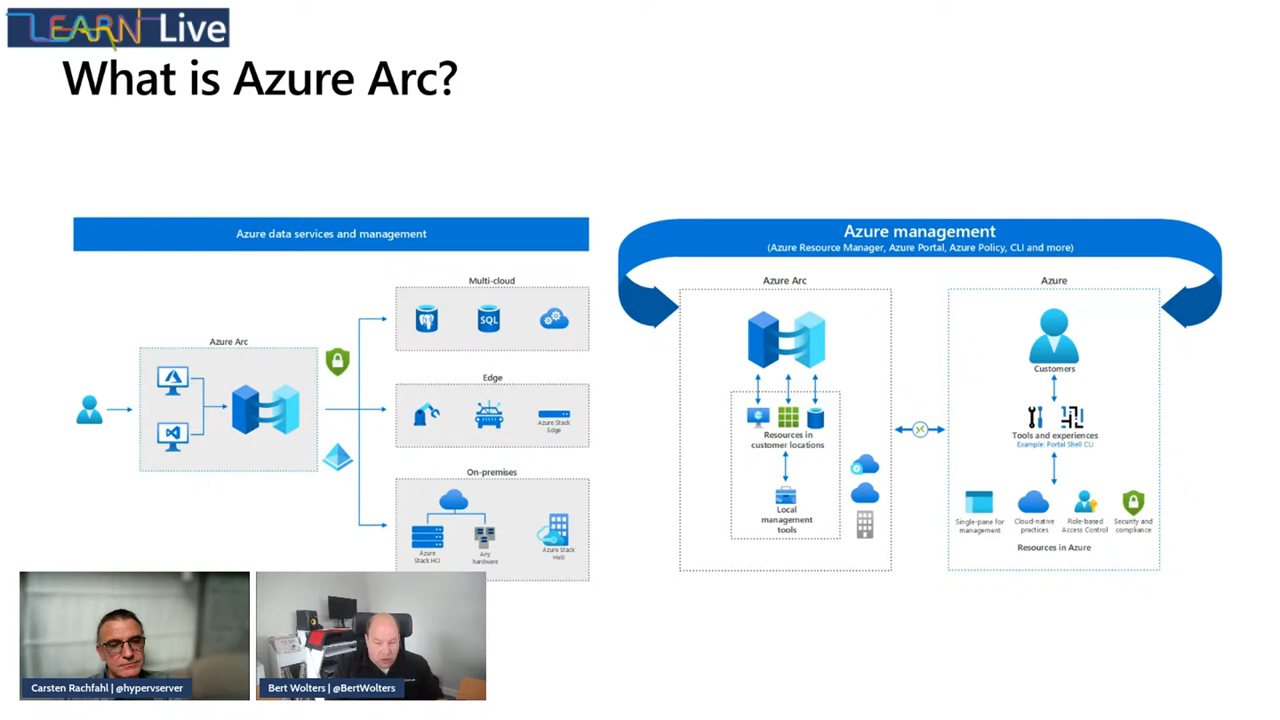 LEARN Live
What is Azure Arc?
Azure data services and management
Azure Arc
Multi-cloud
SQL
Edge
Azure Stack
Edge
On-premises
Azure
Stack HCI
Any
hardware
Azure Stack
Hub
Azure management
(Azure Resource Manager, Azure Portal, Azure Policy, CLI and more)
Azure Arc
Resources in
customer locations
Local
management
tools
Azure
Customers
Tools and experiences
Example: Portal Shell CLI
Single-pane for
management
Cloud-native
practices
Role-based
Access Control
Security and
compliance
Resources in Azure
Carsten Rachfahl | @hypervserver
Bert Wolters | @BertWolters